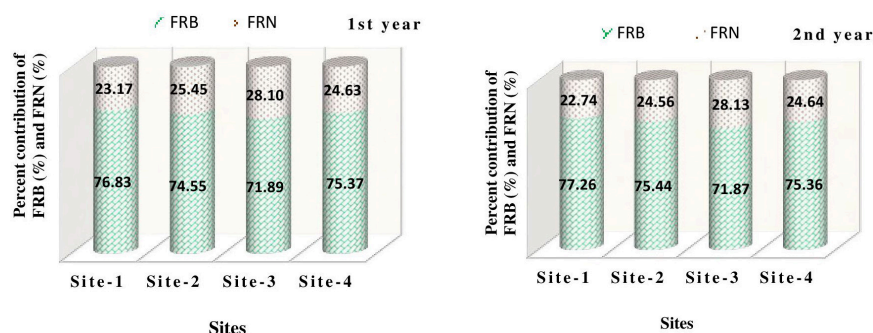 FRB FRN 1st year
Percent contribution of
FRB (%) and FRN (%)
23.17 25.45 28.10 24.63
76.83 74.55 71.89 75.37
Site-1 Site-2 Site-3 Site-4
Sites
FRB FRN 2nd year
Percent contribution of
FRB (%) and FRN (%)
22.74 24.56 28.13 24.64
77.26 75.44 71.87 75.36
Site-1 Site-2 Site-3 Site-4
Sites